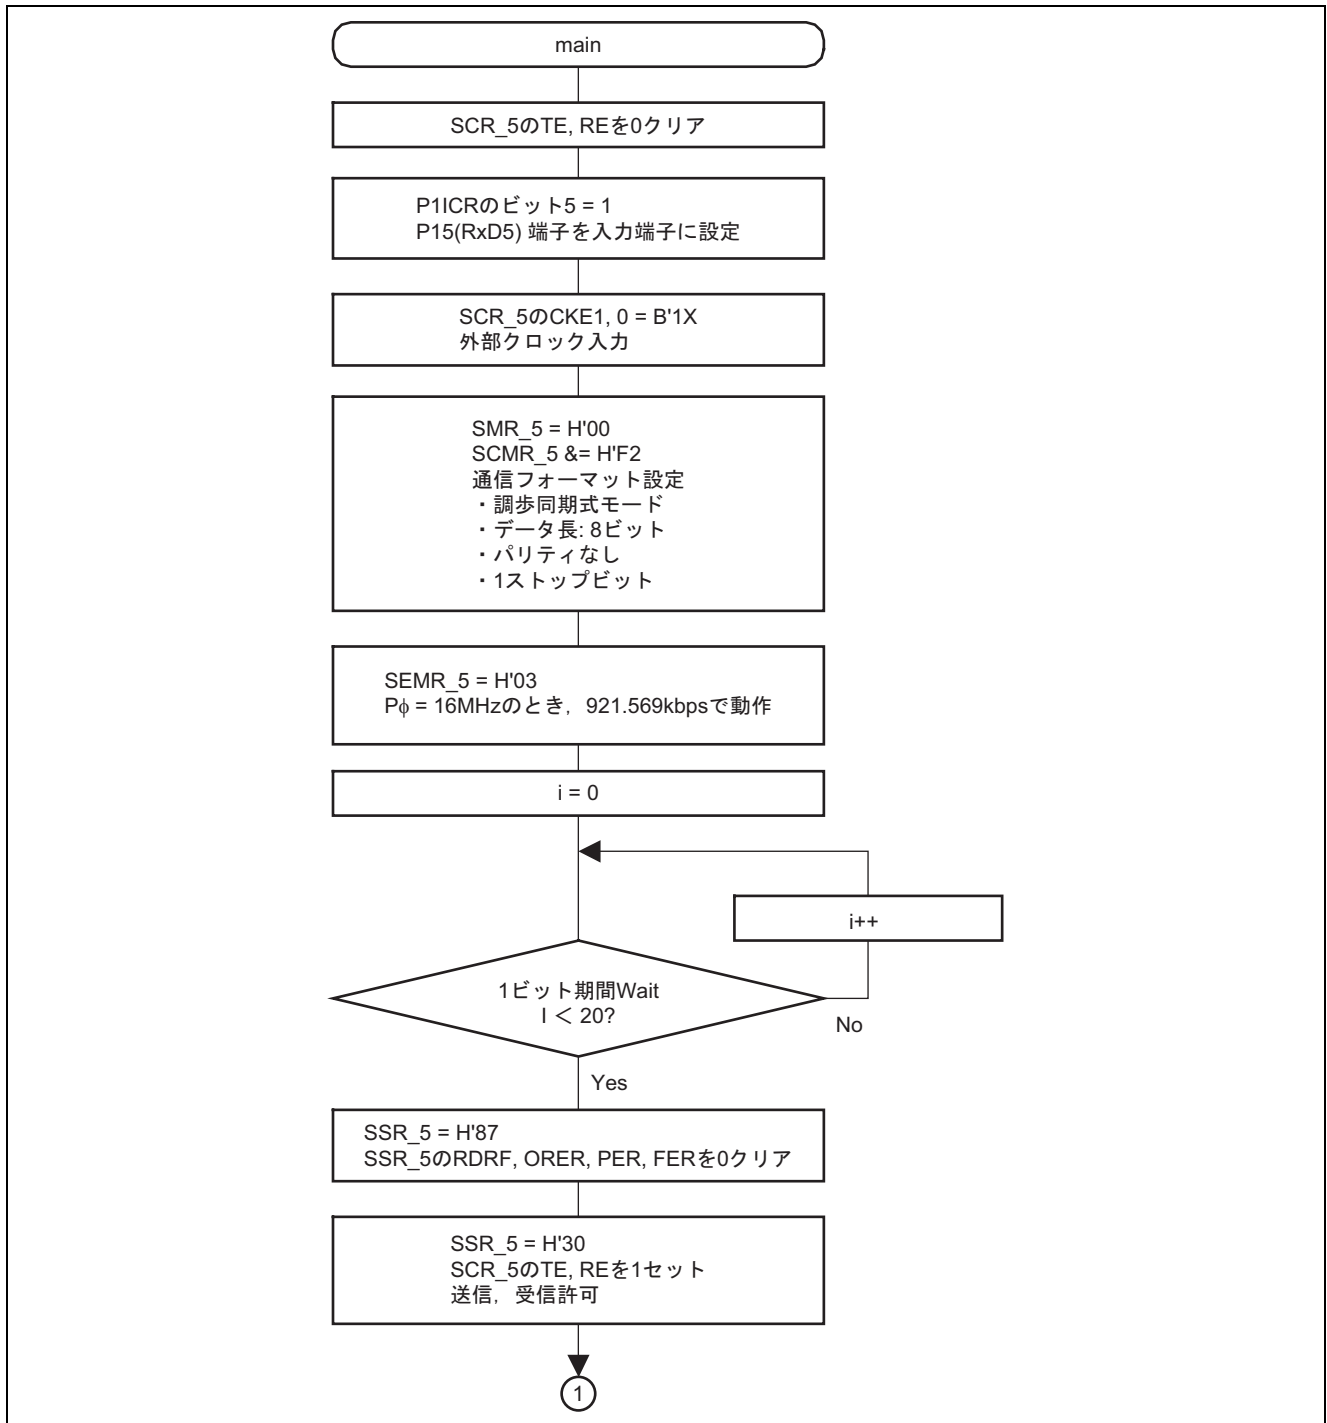 main
SCR_5のTE, REを0クリア
P1ICRのビット5 = 1
P15(RxD5) 端子を入力端子に設定
SCR_5のCKE1, 0 = B'1X
外部クロック入力
SMR_5 = H'00
SCMR_5 &= H'F2
通信フォーマット設定
・調歩同期式モード
・データ長: 8ビット
・パリティなし
・1ストップビット
SEMR_5 = H'03
Pφ = 16MHzのとき，921.569kbpsで動作
i = 0
i++
1ビット期間Wait
I ＜ 20?
No
Yes
SSR_5 = H'87
SSR_5のRDRF, ORER, PER, FERを0クリア
SSR_5 = H'30
SCR_5のTE, REを1セット
送信，受信許可
1